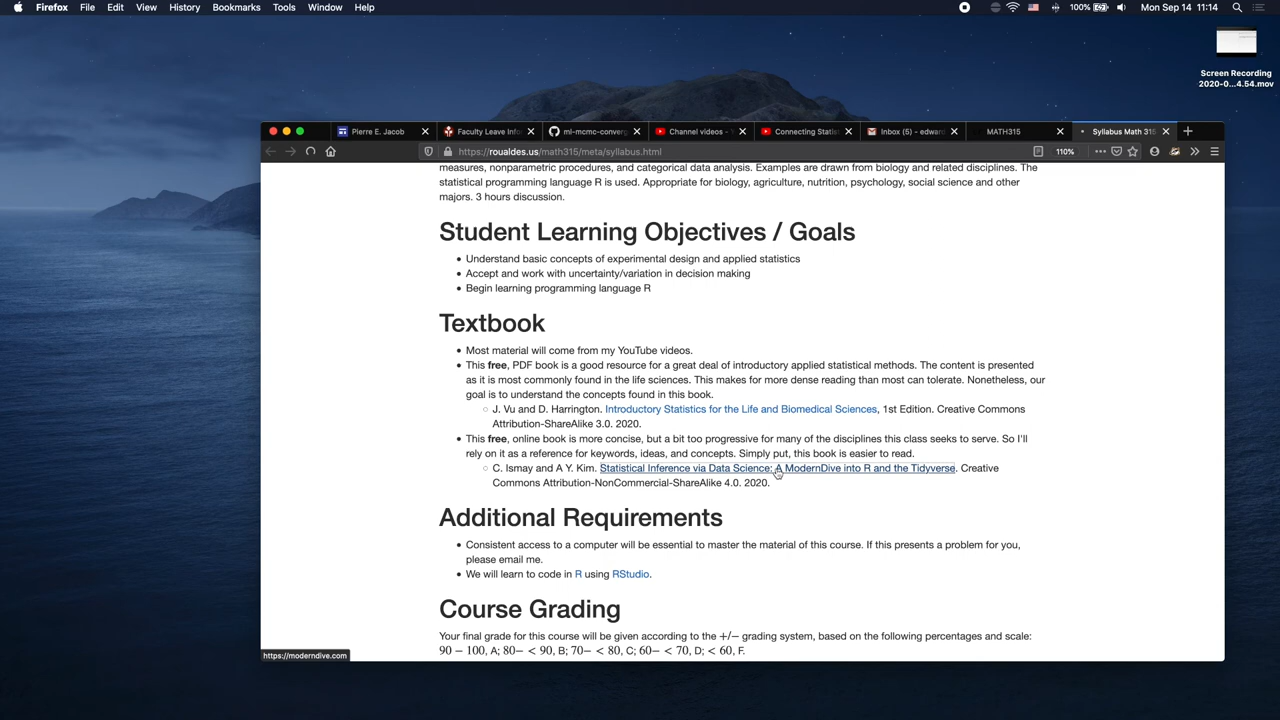 Firefox File Edit View History Bookmarks Tools Window Help 100% Mon Sep 14 11:14
Screen Recording
2020-0...4.54.mov
Pierre E. Jacob Faculty Leave Info mi-mcmc-converg Channel videos - Connecting Statis Inbox (5) - edward MATH315 Syllabus Math 315
https://roualdes.us/math315/meta/syllabus.html 110%
measures, nonparametric procedures, and categorical data analysis. Examples are drawn from biology and related disciplines. The
statistical programming language R is used. Appropriate for biology, agriculture, nutrition, psychology, social science and other
majors. 3 hours discussion.
Student Learning Objectives / Goals
• Understand basic concepts of experimental design and applied statistics
• Accept and work with uncertainty/variation in decision making
• Begin learning programming language R
Textbook
• Most material will come from my YouTube videos.
• This free, PDF book is a good resource for a great deal of introductory applied statistical methods. The content is presented
as it is most commonly found in the life sciences. This makes for more dense reading than most can tolerate. Nonetheless, our
goal is to understand the concepts found in this book.
○ J. Vu and D. Harrington. Introductory Statistics for the Life and Biomedical Sciences, 1st Edition. Creative Commons
Attribution-ShareAlike 3.0. 2020.
• This free, online book is more concise, but a bit too progressive for many of the disciplines this class seeks to serve. So I'll
rely on it as a reference for keywords, ideas, and concepts. Simply put, this book is easier to read.
○ C. Ismay and A Y. Kim. Statistical Inference via Data Science: A ModernDive into R and the Tidyverse. Creative
Commons Attribution-NonCommercial-ShareAlike 4.0. 2020.
Additional Requirements
• Consistent access to a computer will be essential to master the material of this course. If this presents a problem for you,
please email me.
• We will learn to code in R using RStudio.
Course Grading
Your final grade for this course will be given according to the +/− grading system, based on the following percentages and scale:
90 − 100, A; 80− < 90, B; 70− < 80, C; 60− < 70, D; < 60, F.
https://moderndive.com